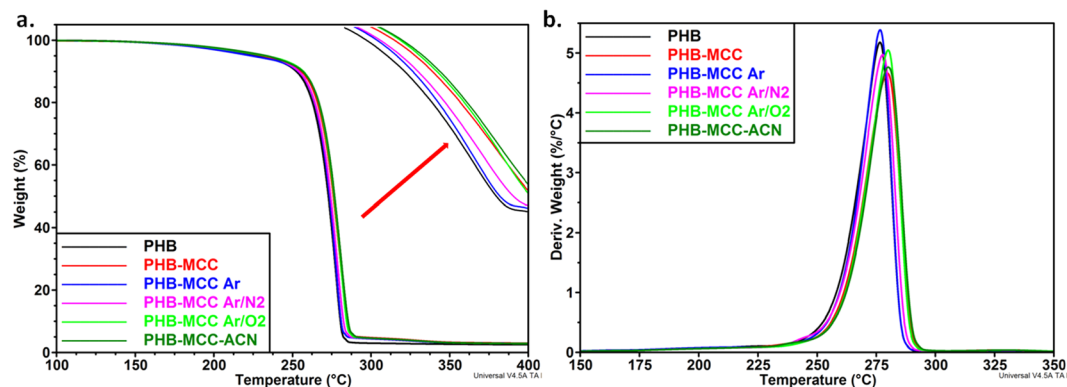 a.
100
80
60
40
20
0
Weight (%)
PHB
PHB-MCC
PHB-MCC Ar
PHB-MCC Ar/N2
PHB-MCC Ar/O2
PHB-MCC-ACN
100 150 200 250 300 350 400
Temperature (°C)
Universal V4.5A TA I
b.
5
4
3
2
1
0
Deriv. Weight (%/°C)
PHB
PHB-MCC
PHB-MCC Ar
PHB-MCC Ar/N2
PHB-MCC Ar/O2
PHB-MCC-ACN
150 175 200 225 250 275 300 325 350
Temperature (°C)
Universal V4.5A TA I